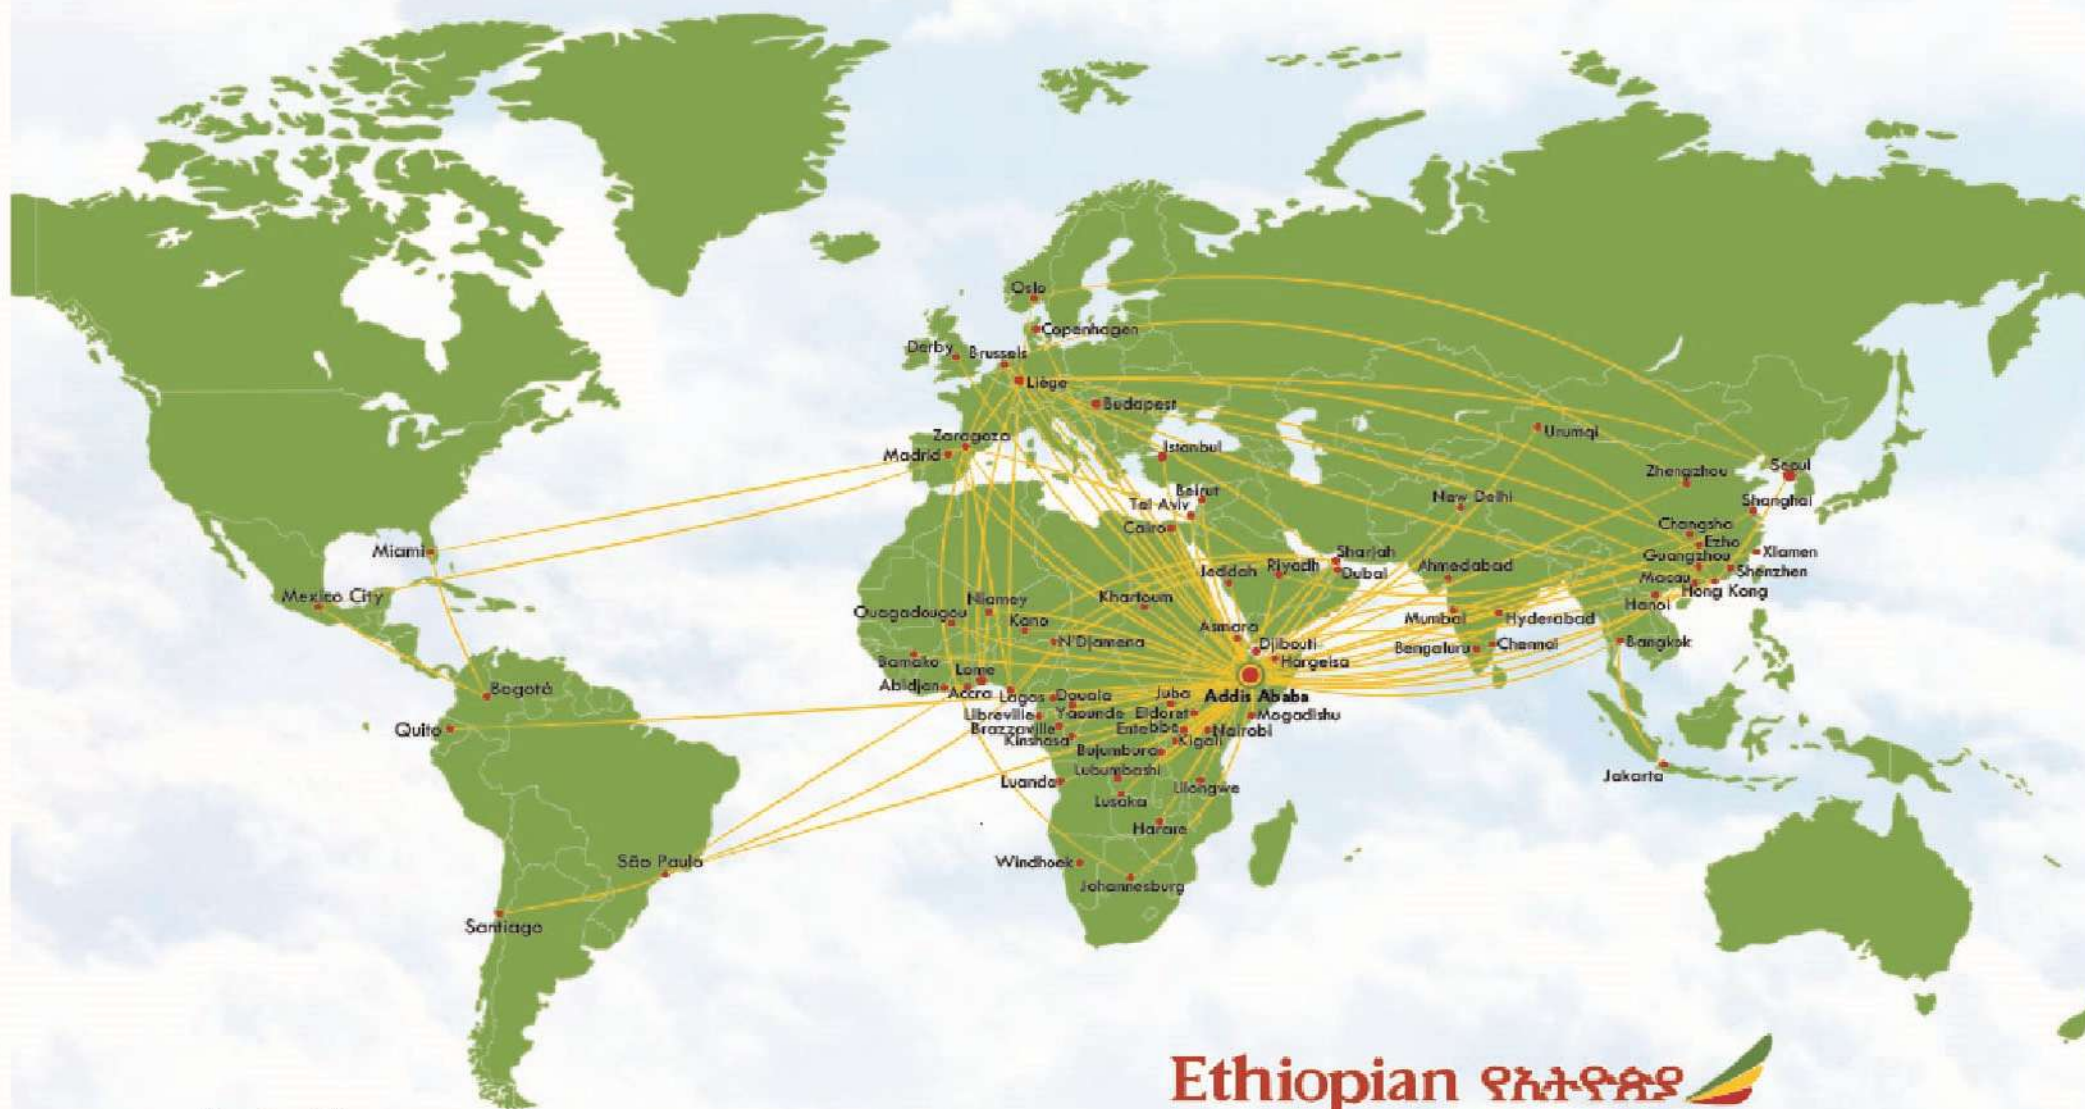 Oslo
Copenhagen
Derby
Brussels
Liège
Budapest
Zaragoza
Madrid
Istanbul
Urumqi
Zhengzhou
Seoul
Beirut
Tel Aviv
New Delhi
Shanghai
Cairo
Changsha
Ezho
Miami
Sharjah
Guangzhou
Xiamen
Jeddah
Riyadh
Dubai
Ahmedabad
Shenzhen
Macau
Hong Kong
Mexico City
Niamey
Khartoum
Hanoi
Ouagadougou
Kano
Mumbai
Hyderabad
Asmara
N'Djamena
Djibouti
Bengaluru
Chennai
Bangkok
Bamako
Hargeisa
Lome
Abidjan
Accra
Lagos
Douala
Juba
Addis Ababa
Bogotá
Libreville
Yaounde
Eldoret
Mogadishu
Quito
Brazzaville
Entebbe
Nairobi
Kinshasa
Kigali
Bujumbura
Lubumbashi
Jakarta
Luanda
Lilongwe
Lusaka
Harare
São Paulo
Windhoek
Johannesburg
Santiago
Ethiopian የኢትዮጵያ